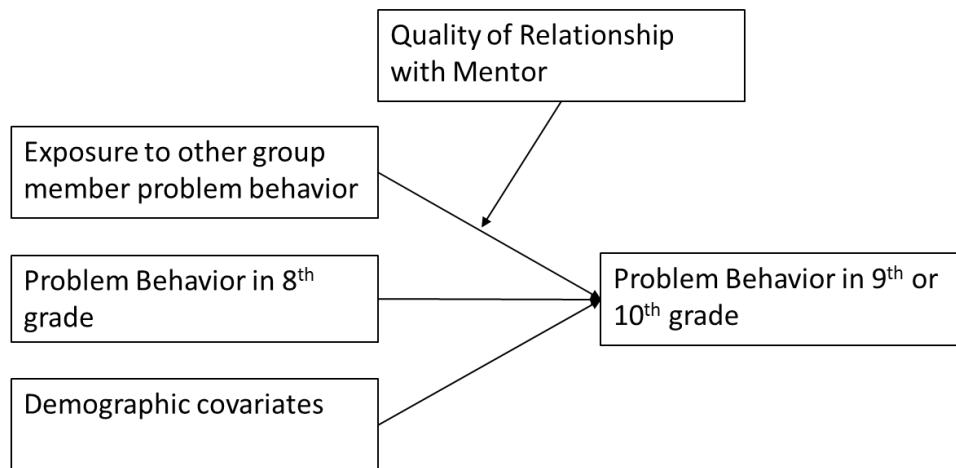 Quality of Relationship
with Mentor
Exposure to other group
member problem behavior
Problem Behavior in 8th
grade
Problem Behavior in 9th or
10th grade
Demographic covariates